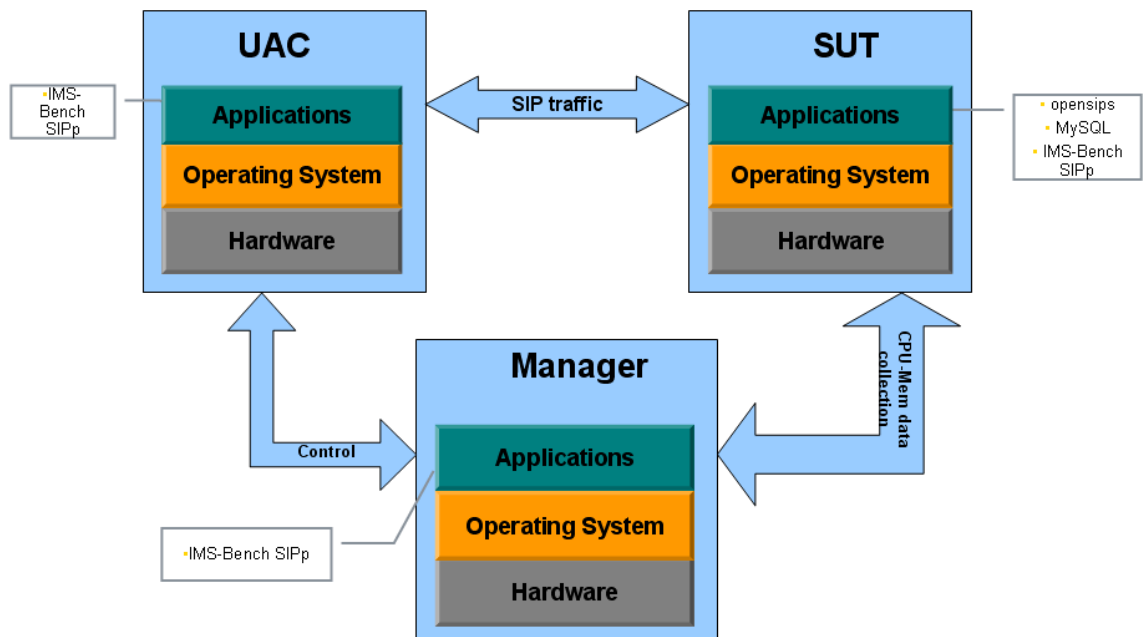 UAC
SUT
IMS-
Bench
SIPp
Applications
Operating System
Hardware
SIP traffic
Applications
Operating System
Hardware
opensips
MySQL
IMS-Bench
SIPp
Manager
Control
CPU-Mem data
collection
Applications
Operating System
Hardware
IMS-Bench SIPp